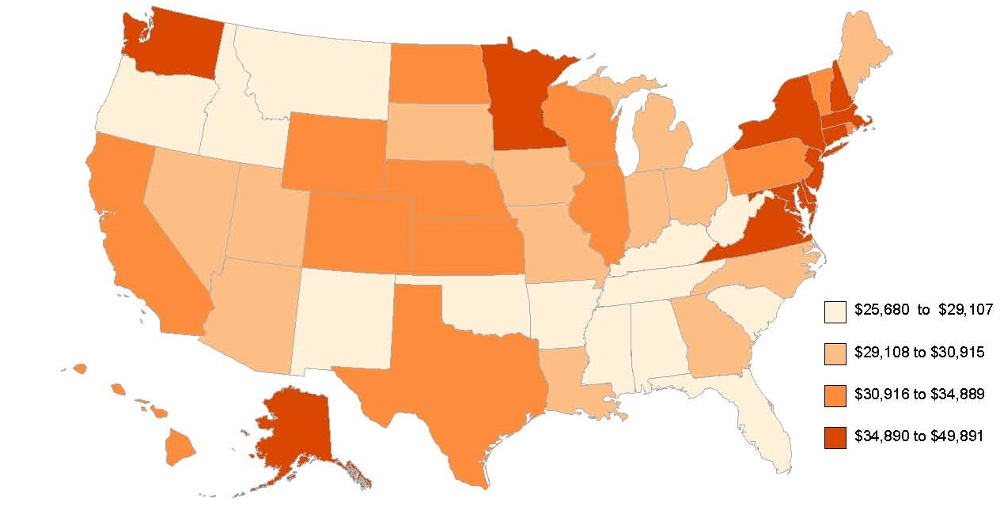 $25,680 to $29,107
$29,108 to $30,915
$30,916 to $34,889
$34,890 to $49,891